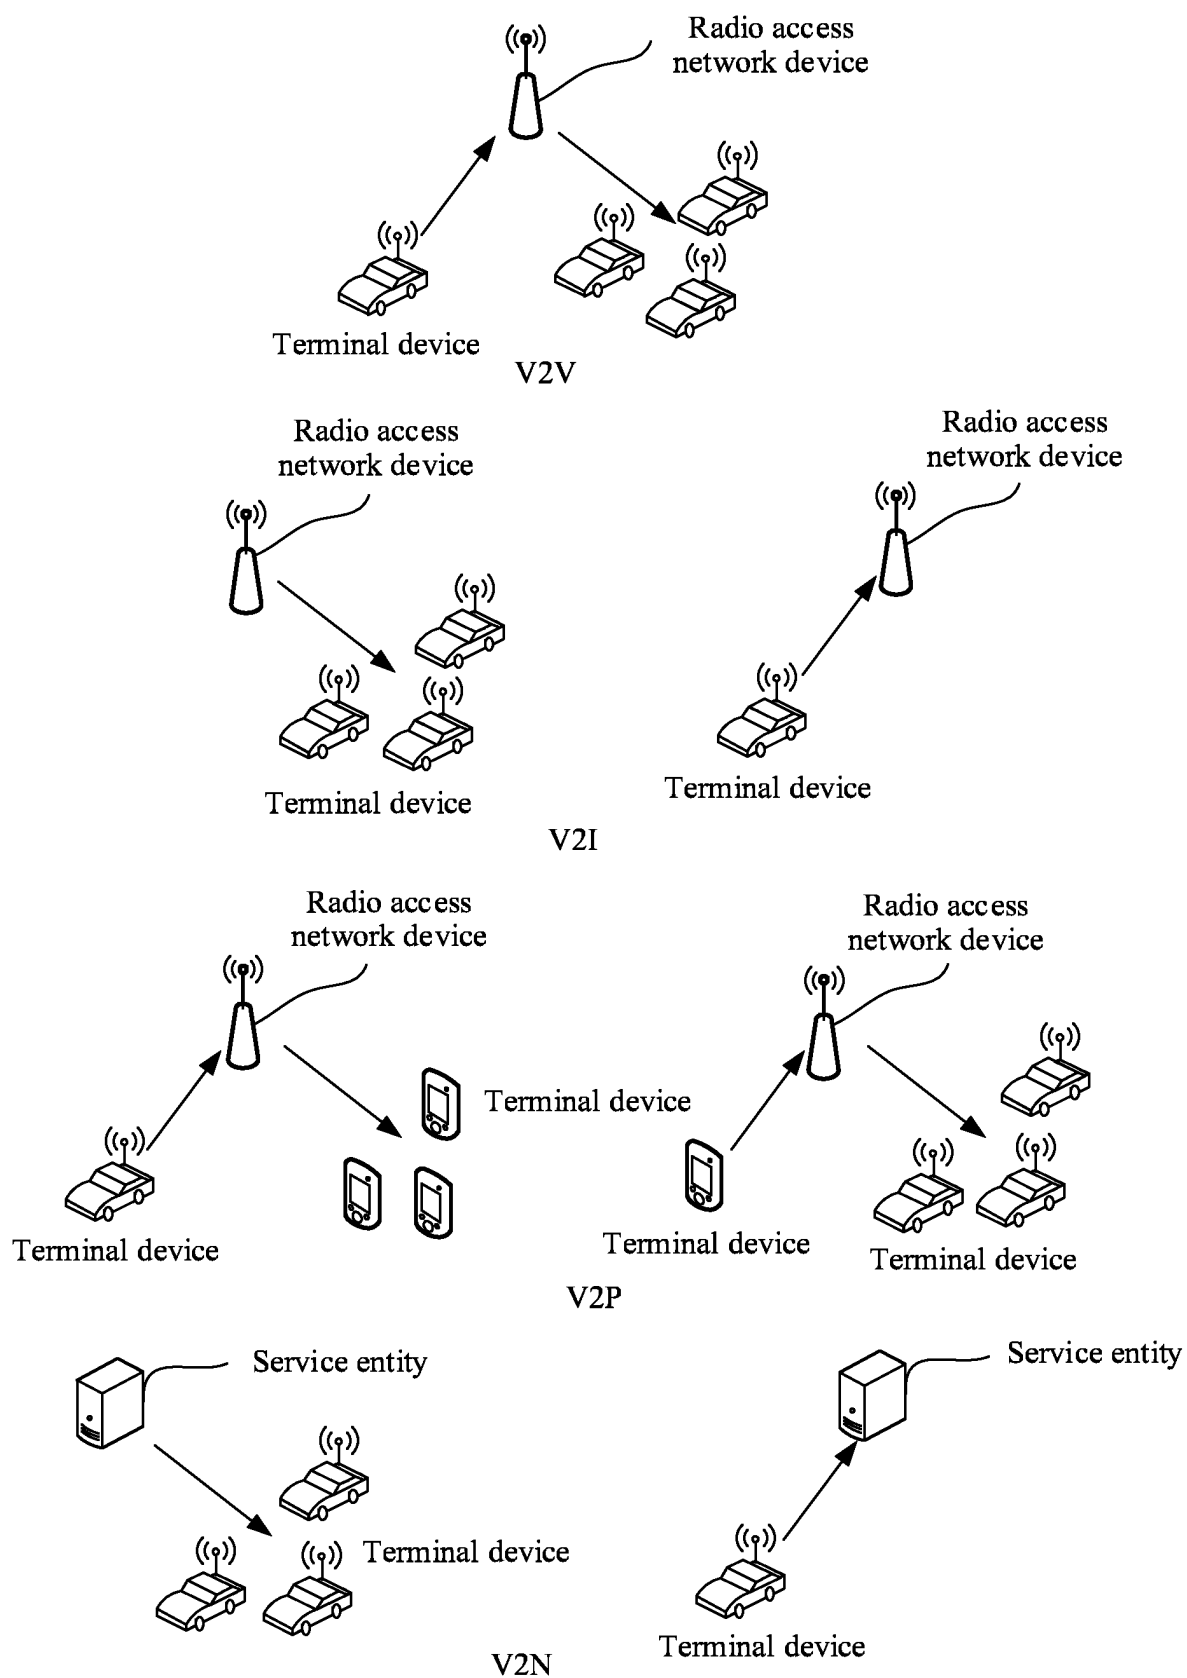 Radio access
network device
Terminal device
V2V
Radio access
network device
Radio access
network device
Terminal device
Terminal device
V2I
Radio access
network device
Radio access
network device
Terminal device
Terminal device
Terminal device
Terminal device
V2P
Service entity
Service entity
Terminal device
Terminal device
V2N